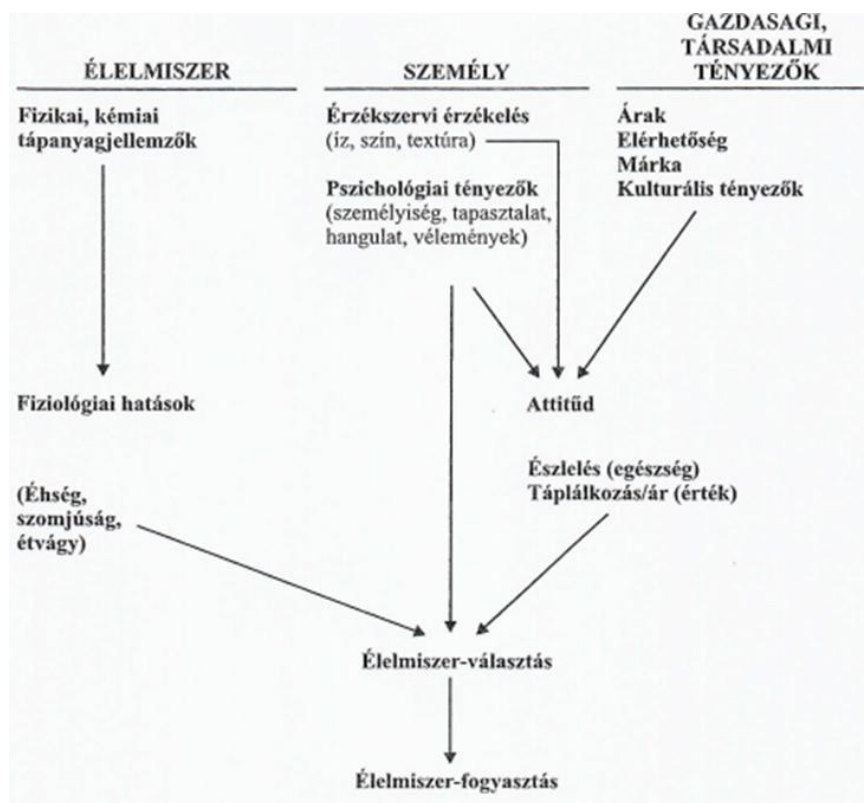 ÉLELMISZER
Fizikai, kémiai
tápanyagjellemzők
SZEMÉLY
Érzékszervi érzékelés
(íz, szín, textúra)
Pszichológiai tényezők
(személyiség, tapasztalat,
hangulat, vélemények)
GAZDASÁGI,
TÁRSADALMI
TÉNYEZŐK
Árak
Elérhetőség
Márka
Kulturális tényezők
Fiziológiai hatások
(Éhség,
szomjúság,
étvágy)
Attitűd
Észlelés (egészség)
Táplálkozás/ár (érték)
Élelmiszer-választás
Élelmiszer-fogyasztás